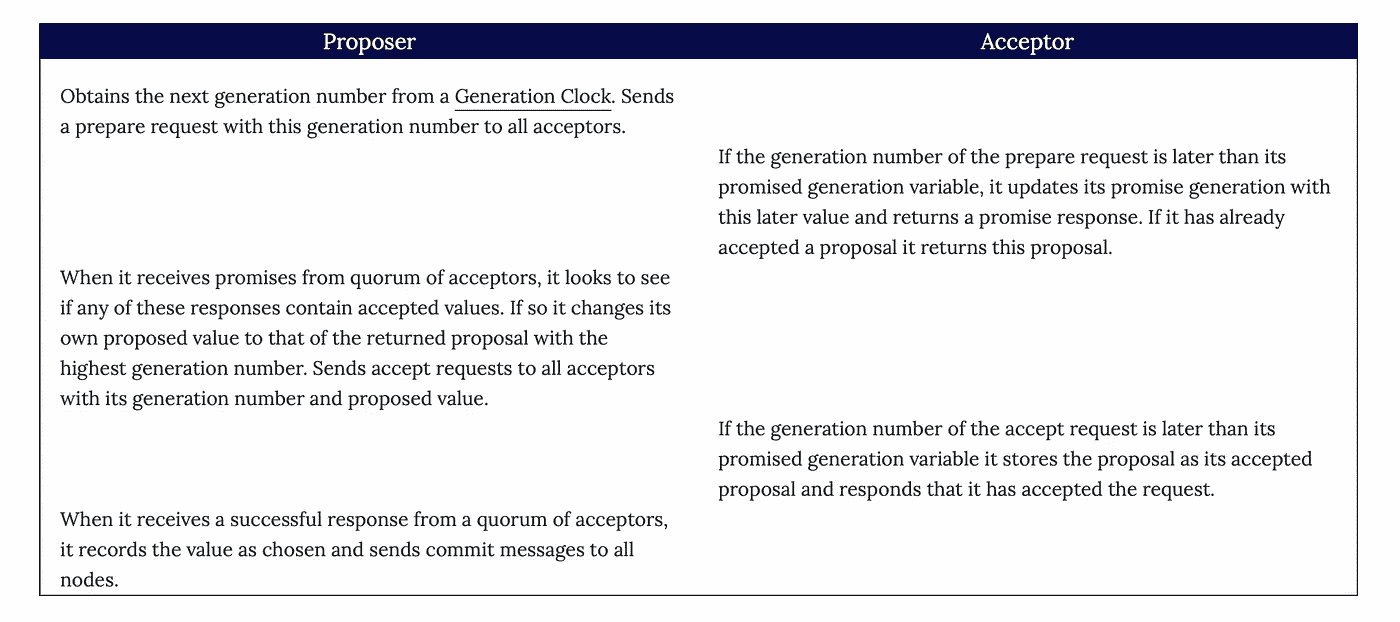 Proposer
Acceptor
Obtains the next generation number from a Generation Clock. Sends
a prepare request with this generation number to all acceptors.
If the generation number of the prepare request is later than its
promised generation variable, it updates its promise generation with
this later value and returns a promise response. If it has already
accepted a proposal it returns this proposal.
When it receives promises from quorum of acceptors, it looks to see
if any of these responses contain accepted values. If so it changes its
own proposed value to that of the returned proposal with the
highest generation number. Sends accept requests to all acceptors
with its generation number and proposed value.
If the generation number of the accept request is later than its
promised generation variable it stores the proposal as its accepted
proposal and responds that it has accepted the request.
When it receives a successful response from a quorum of acceptors,
it records the value as chosen and sends commit messages to all
nodes.